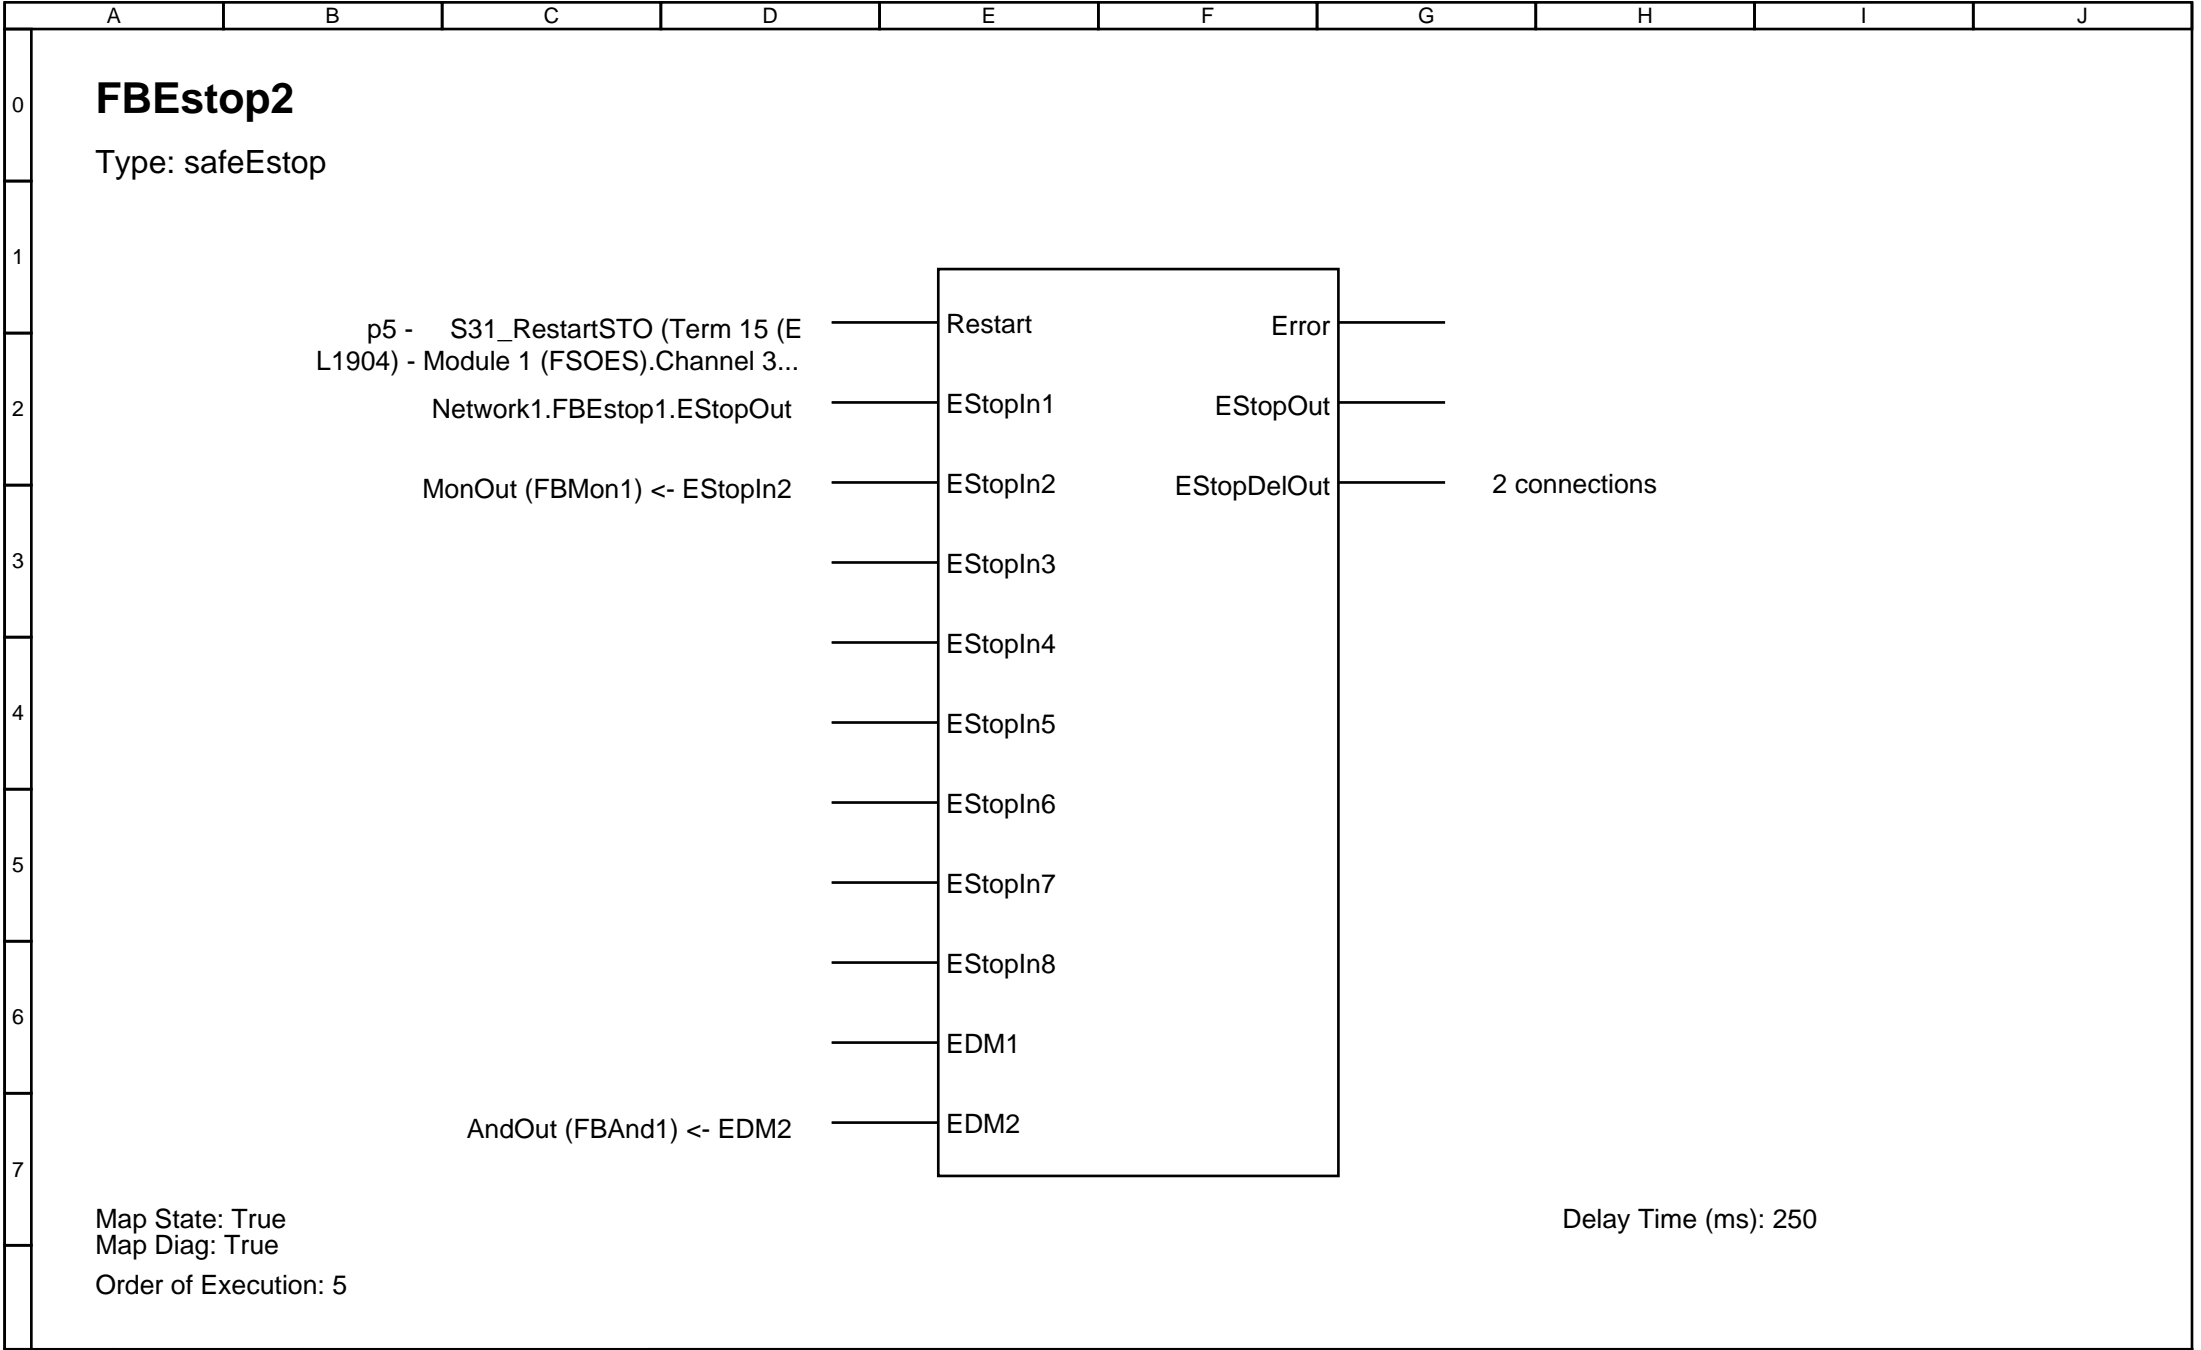 A B C D E F G H I J
0
FBEstop2
Type: safeEstop
1
Restart Error
p5 - S31_RestartSTO (Term 15 (E
L1904) - Module 1 (FSOES).Channel 3...
2
Network1.FBEstop1.EStopOut EStopIn1 EStopOut
MonOut (FBMon1) <- EStopIn2 EStopIn2 EStopDelOut 2 connections
3
EStopIn3
EStopIn4
4
EStopIn5
EStopIn6
5
EStopIn7
EStopIn8
6
EDM1
AndOut (FBAnd1) <- EDM2 EDM2
7
Map State: True Delay Time (ms): 250
Map Diag: True
Order of Execution: 5